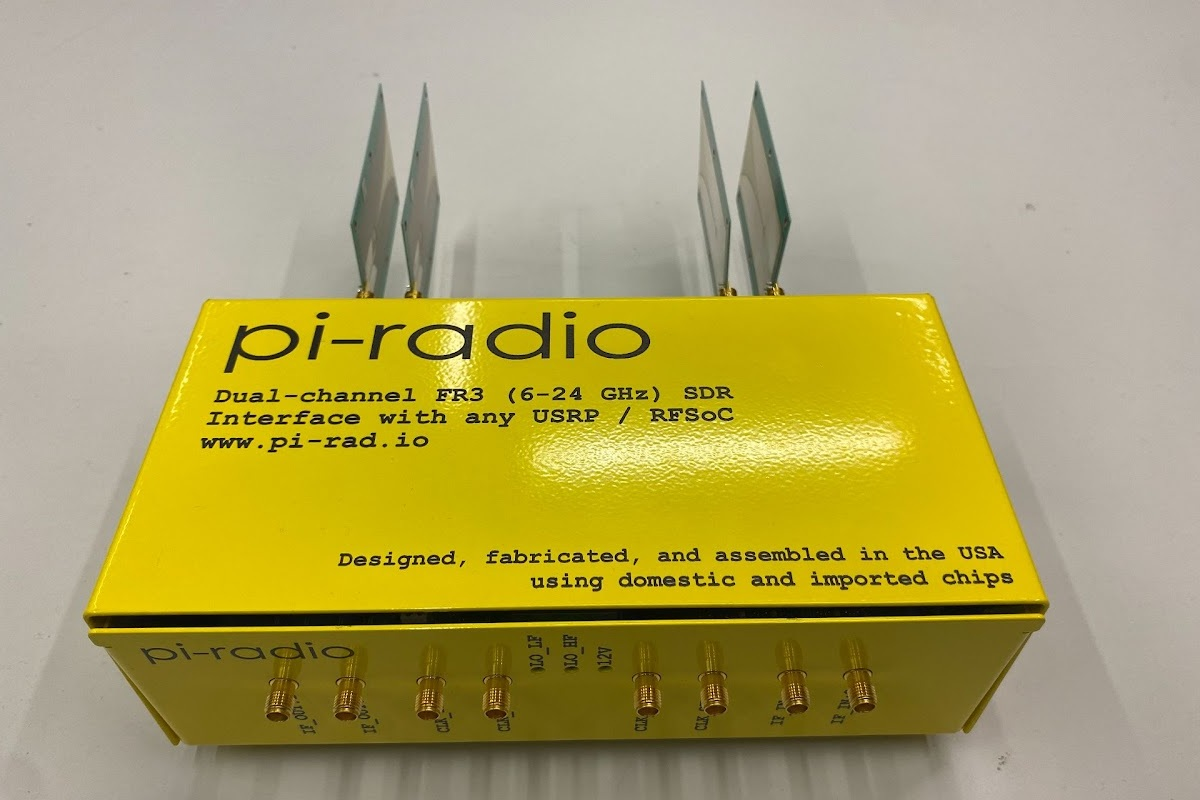 pi-radio
Dual-channel FR3 (6-24 GHz) SDR
Interface with any USRP / RFSoC
www.pi-rad.io
Designed, fabricated, and assembled in the USA
using domestic and imported chips
pi-radio
LO_LF
LO_HF
12V